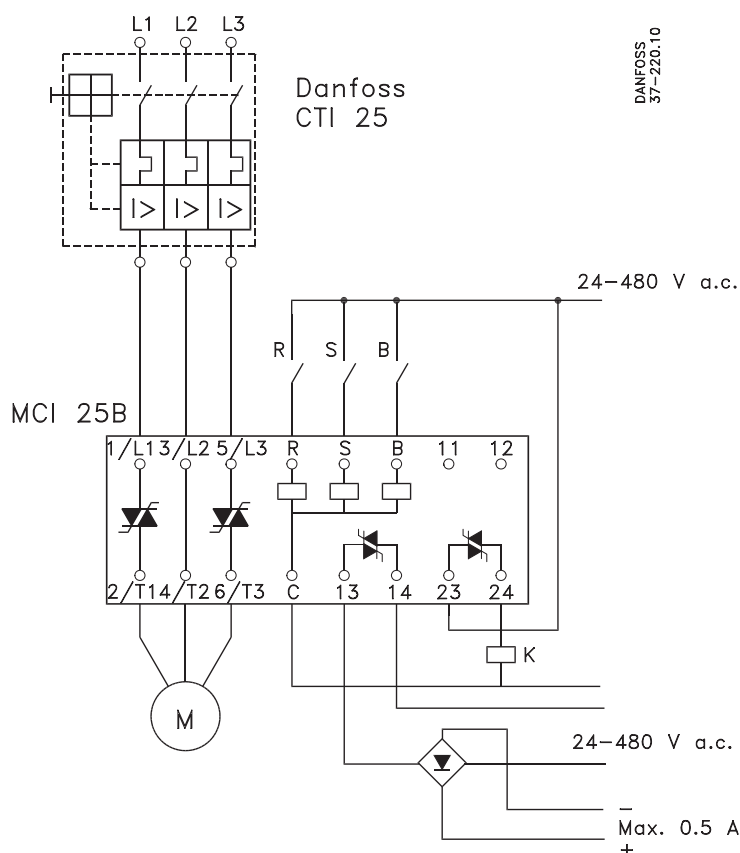 L1 L2 L3
DANFOSS
37-220.10
Danfoss
CTI 25
I> I> I>
24-480 V a.c.
R S B
MCI 25B
1/L1 3/L2 5/L3 R S B 11 12
2/T1 4/T2 6/T3 C 13 14 23 24
K
M
24-480 V a.c.
−
Max. 0.5 A
+